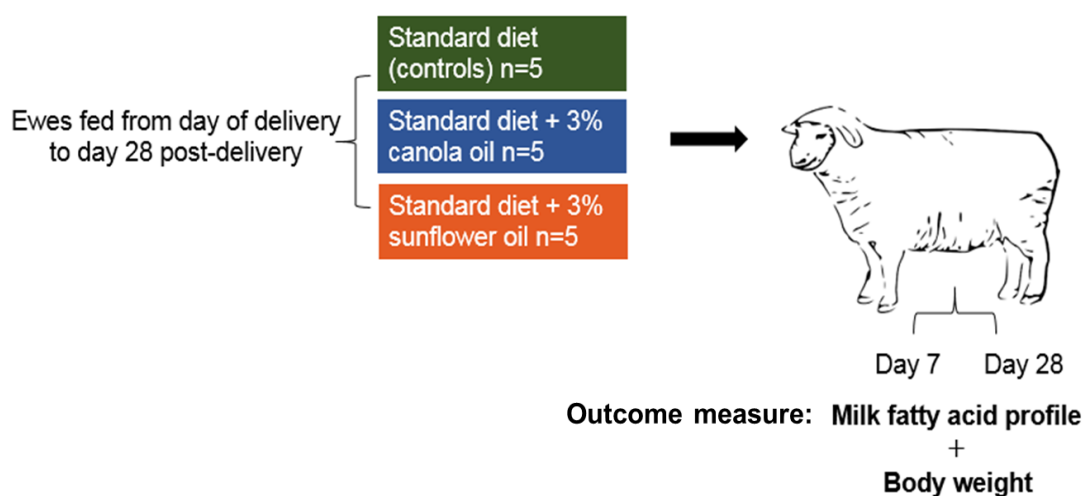 Standard diet
(controls) n=5
Ewes fed from day of delivery
to day 28 post-delivery
Standard diet + 3%
canola oil n=5
Standard diet + 3%
sunflower oil n=5
Day 7
Day 28
Outcome measure: Milk fatty acid profile
+
Body weight